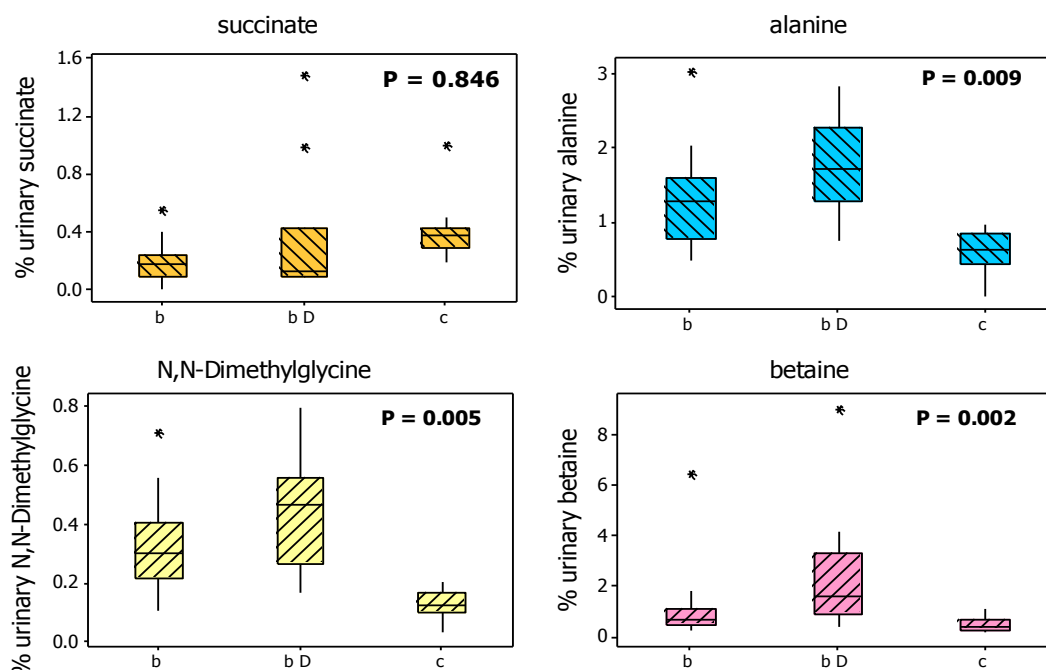 succinate
% urinary succinate
1.6
1.2
0.8
0.4
0.0
P = 0.846
b
b D
c
alanine
% urinary alanine
3
2
1
0
P = 0.009
b
b D
c
N,N-Dimethylglycine
% urinary N,N-Dimethylglycine
0.8
0.6
0.4
0.2
0.0
P = 0.005
b
b D
c
betaine
% urinary betaine
8
6
4
2
0
P = 0.002
b
b D
c